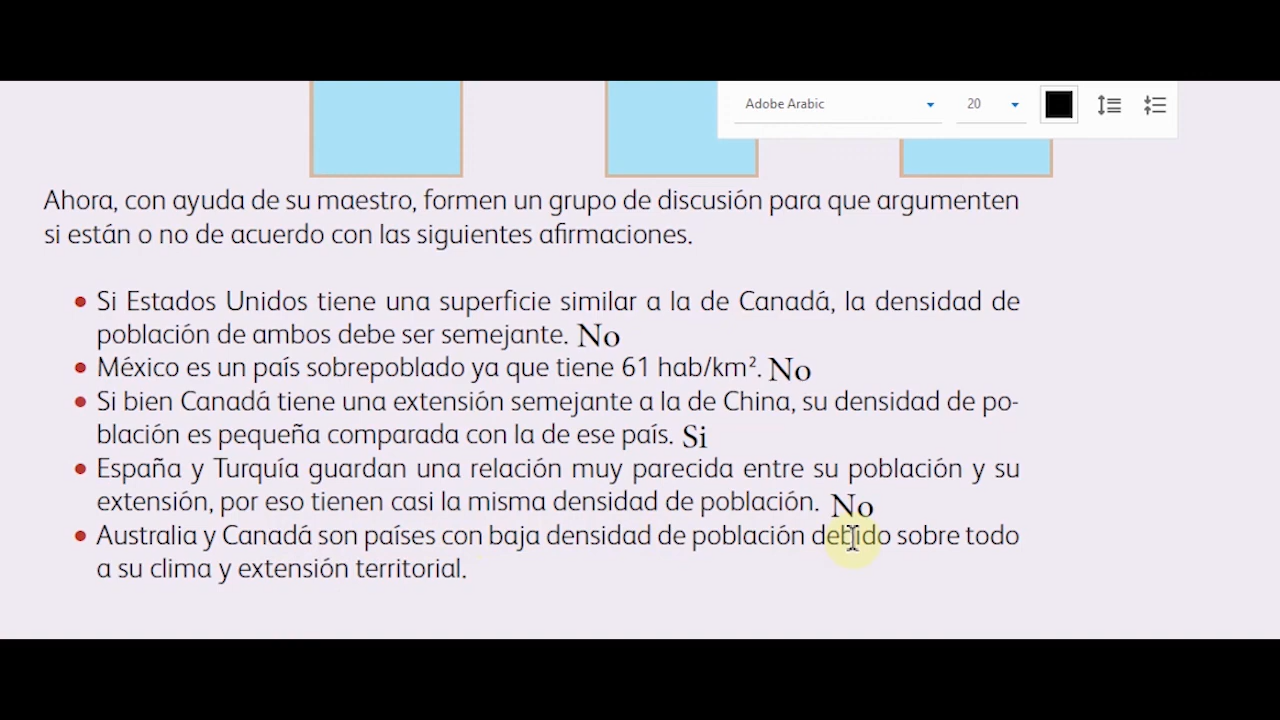 Adobe Arabic 20
Ahora, con ayuda de su maestro, formen un grupo de discusión para que argumenten
si están o no de acuerdo con las siguientes afirmaciones.
• Si Estados Unidos tiene una superficie similar a la de Canadá, la densidad de
población de ambos debe ser semejante. No
• México es un país sobrepoblado ya que tiene 61 hab/km². No
• Si bien Canadá tiene una extensión semejante a la de China, su densidad de po-
blación es pequeña comparada con la de ese país. Si
• España y Turquía guardan una relación muy parecida entre su población y su
extensión, por eso tienen casi la misma densidad de población. No
• Australia y Canadá son países con baja densidad de población debido sobre todo
a su clima y extensión territorial.